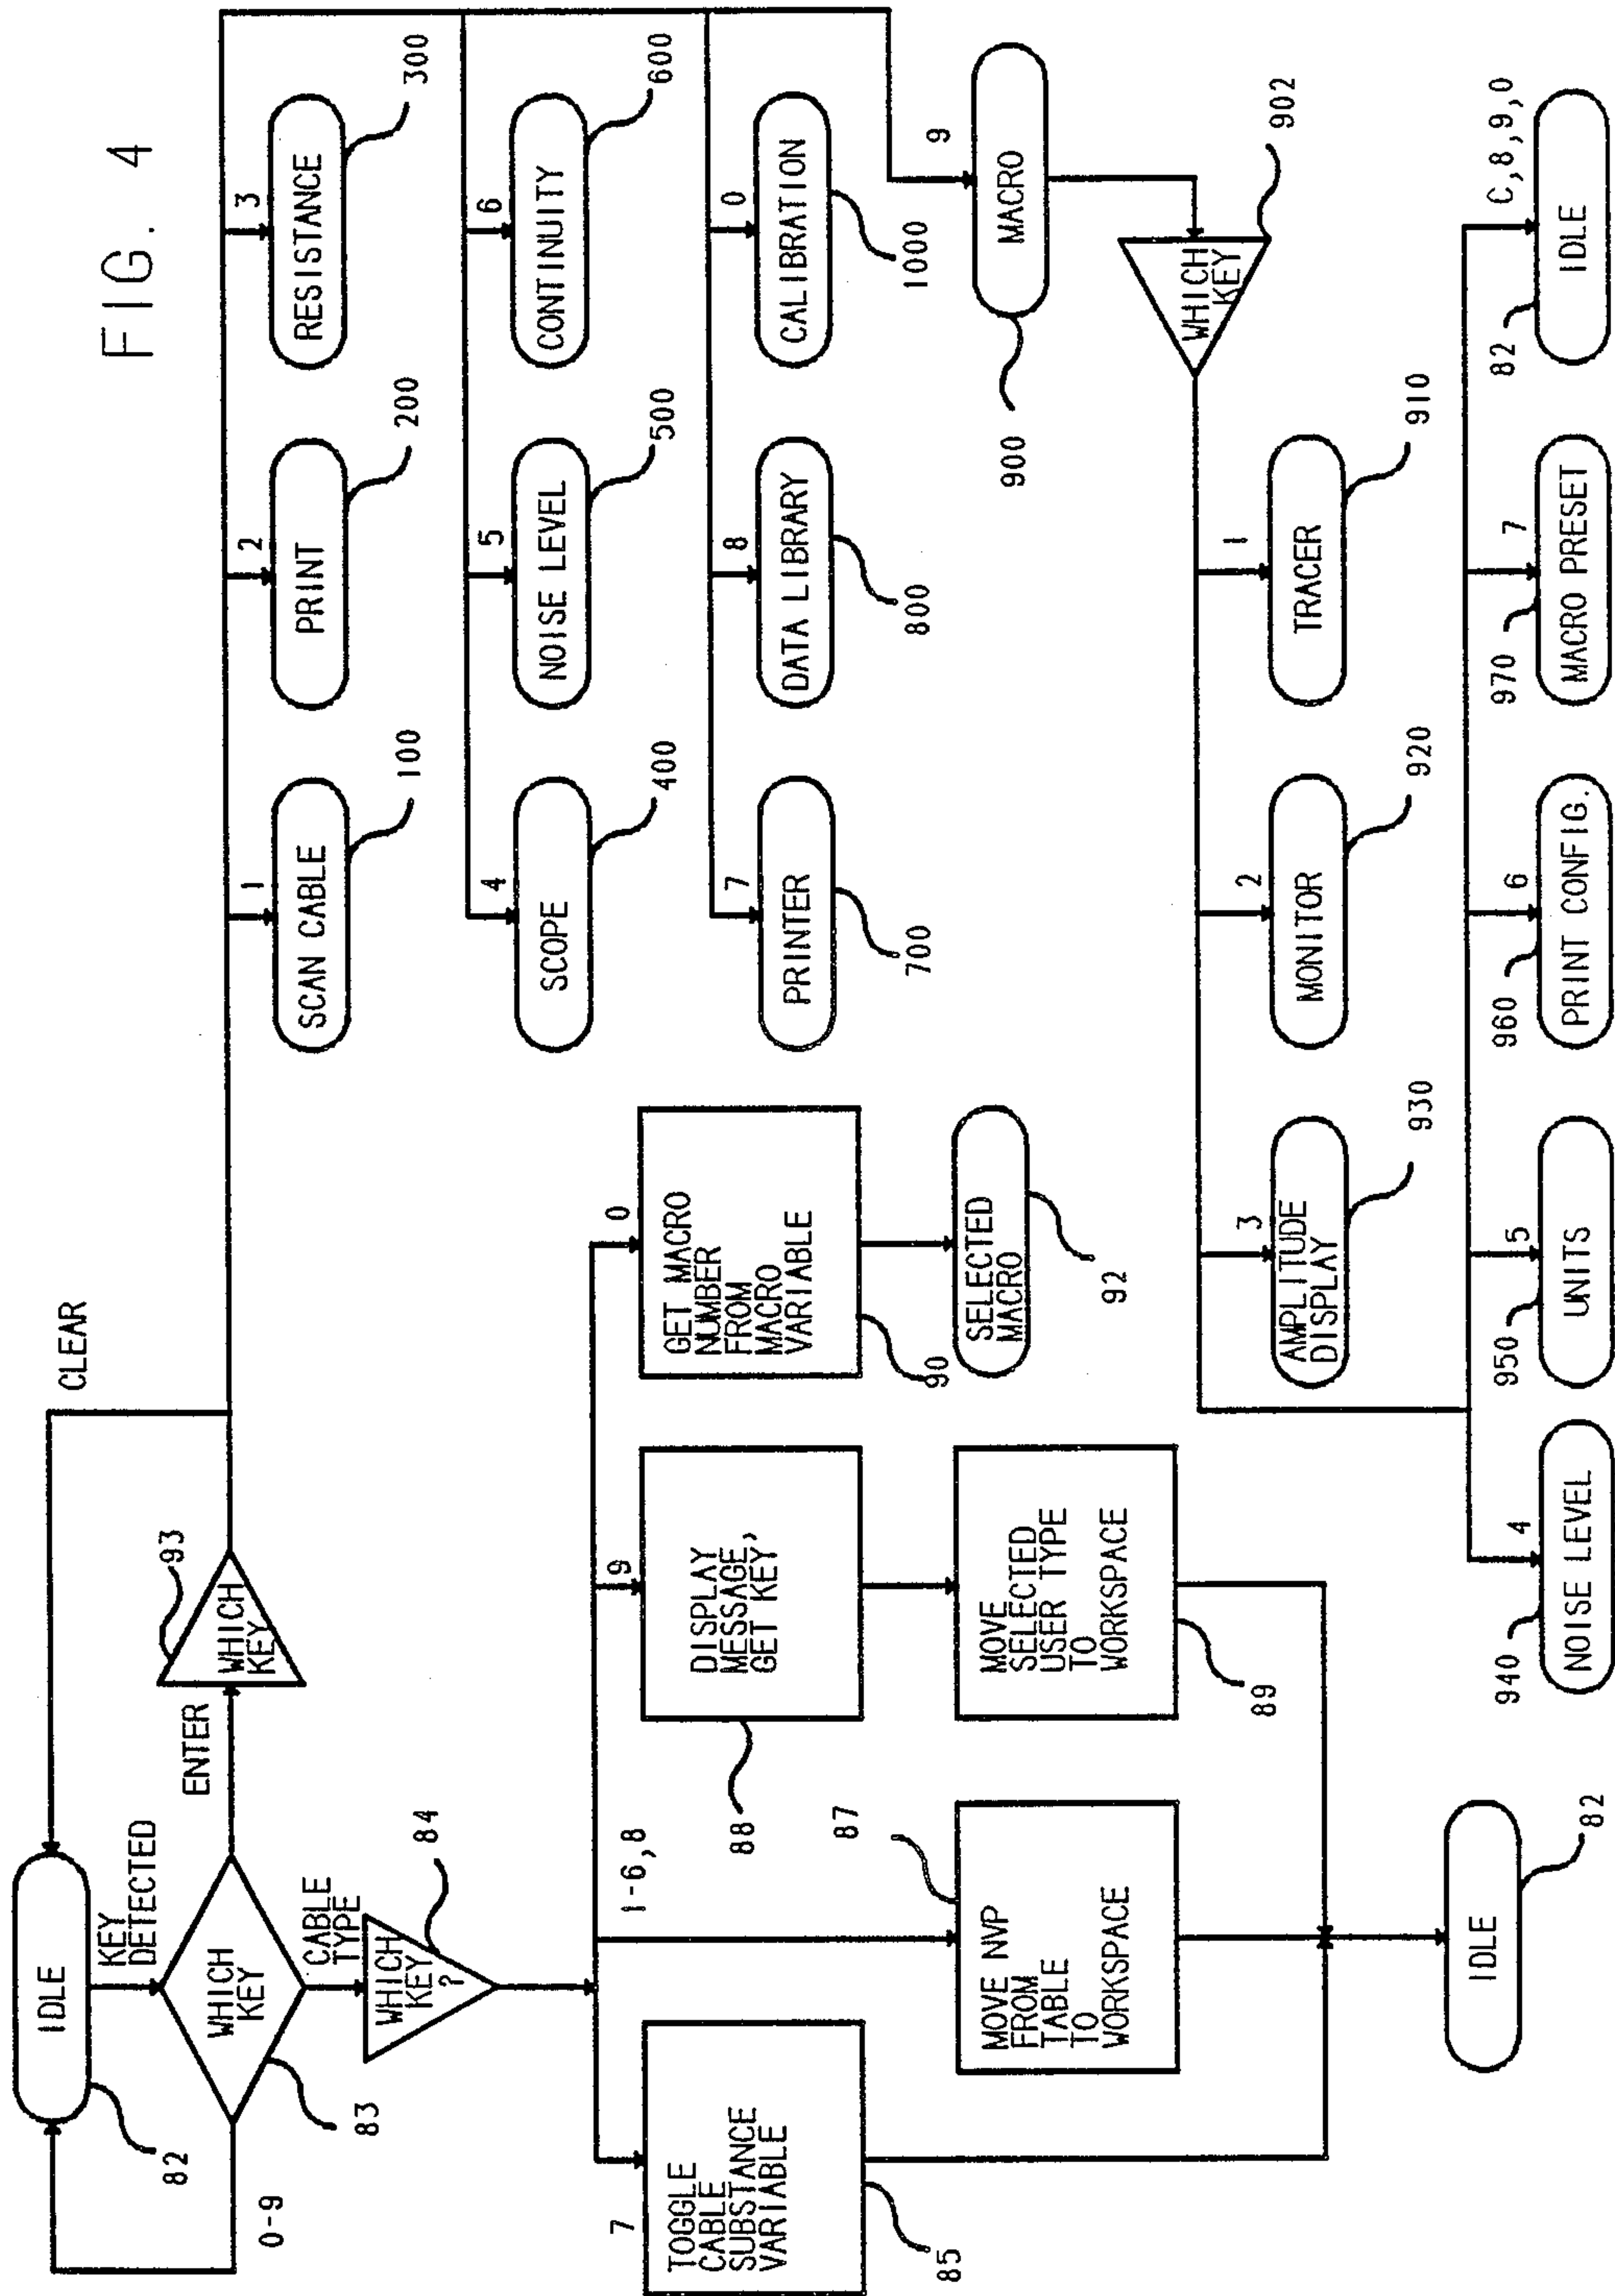 FIG. 4
CLEAR
IDLE
82
KEY
DETECTED
WHICH
KEY
83
0-9
ENTER
WHICH
KEY
93
CABLE
TYPE
WHICH
KEY
?
84
1
SCAN CABLE
100
2
PRINT
200
3
RESISTANCE
300
4
SCOPE
400
5
NOISE LEVEL
500
6
CONTINUITY
600
7
PRINTER
700
8
DATA LIBRARY
800
0
CALIBRATION
1000
9
MACRO
900
WHICH
KEY
902
7
TOGGLE
CABLE
SUBSTANCE
VARIABLE
85
1-6,8
87
MOVE NVP
FROM
TABLE
TO
WORKSPACE
9
DISPLAY
MESSAGE,
GET KEY,
88
MOVE
SELECTED
USER TYPE
TO
WORKSPACE
89
0
GET MACRO
NUMBER
FROM
MACRO
VARIABLE
90
SELECTED
MACRO
92
IDLE
82
3
AMPLITUDE
DISPLAY
930
2
MONITOR
920
1
TRACER
910
4
940
NOISE LEVEL
5
950
UNITS
6
960
PRINT CONFIG.
7
970
MACRO PRESET
C,8,9,0
82
IDLE